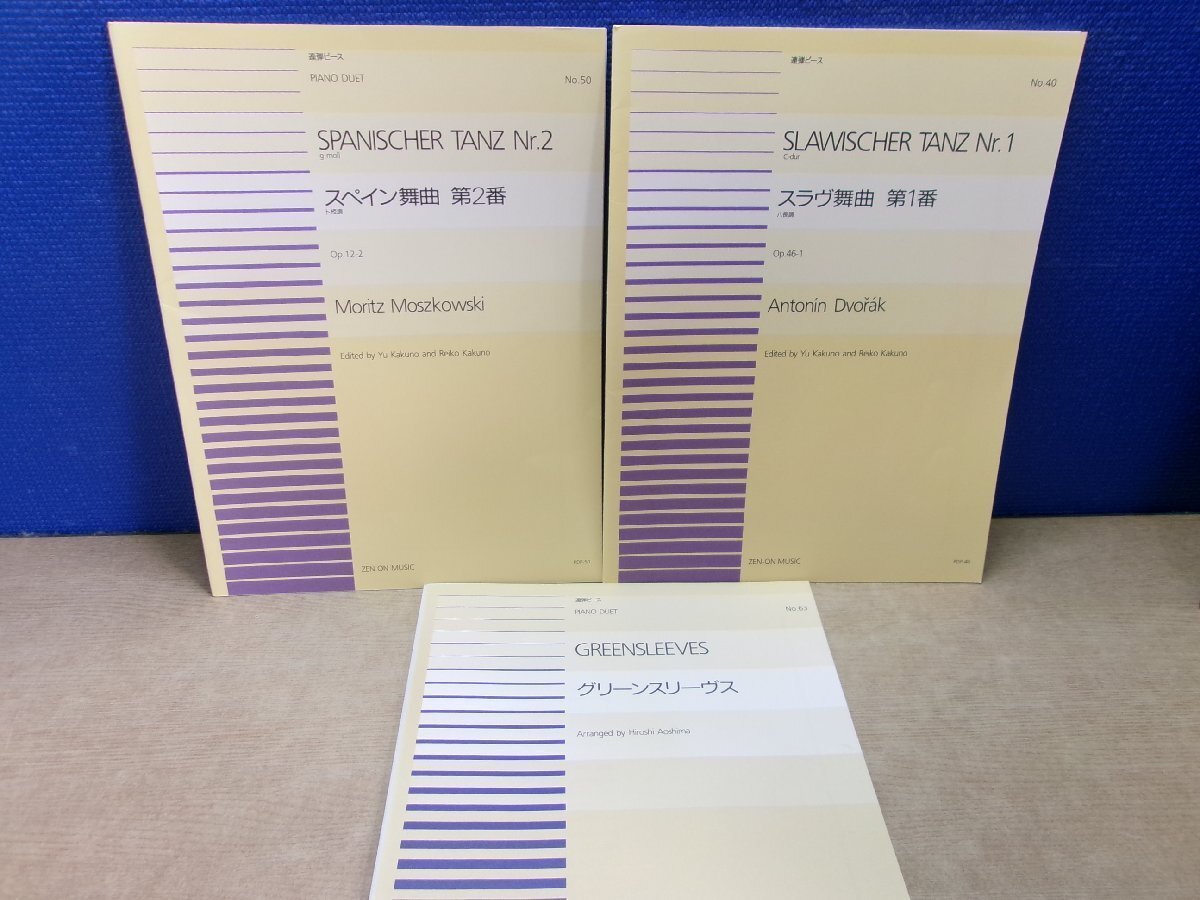 連弾ピース
PIANO DUET No.50
SPANISCHER TANZ Nr.2
g-moll
スペイン舞曲 第2番
ト短調
Op.12-2
Moritz Moszkowski
Edited by Yu Kakuno and Reiko Kakuno
ZEN-ON MUSIC
連弾ピース
No.40
SLAWISCHER TANZ Nr.1
C-dur
スラヴ舞曲 第1番
ハ長調
Op.46-1
Antonín Dvořák
Edited by Yu Kakuno and Reiko Kakuno
ZEN-ON MUSIC
連弾ピース
PIANO DUET
GREENSLEEVES
グリーンスリーヴス
Arranged by Hiroshi Aoshima